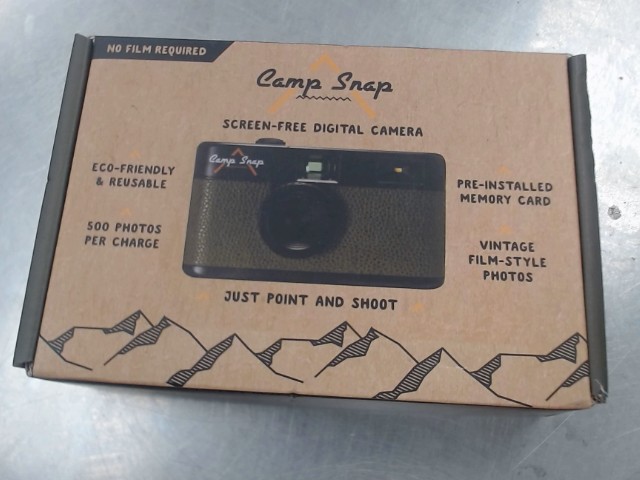 NO FILM REQUIRED
Camp Snap
SCREEN-FREE DIGITAL CAMERA
Camp Snap
ECO-FRIENDLY
& REUSABLE
500 PHOTOS
PER CHARGE
PRE-INSTALLED
MEMORY CARD
VINTAGE
FILM-STYLE
PHOTOS
JUST POINT AND SHOOT